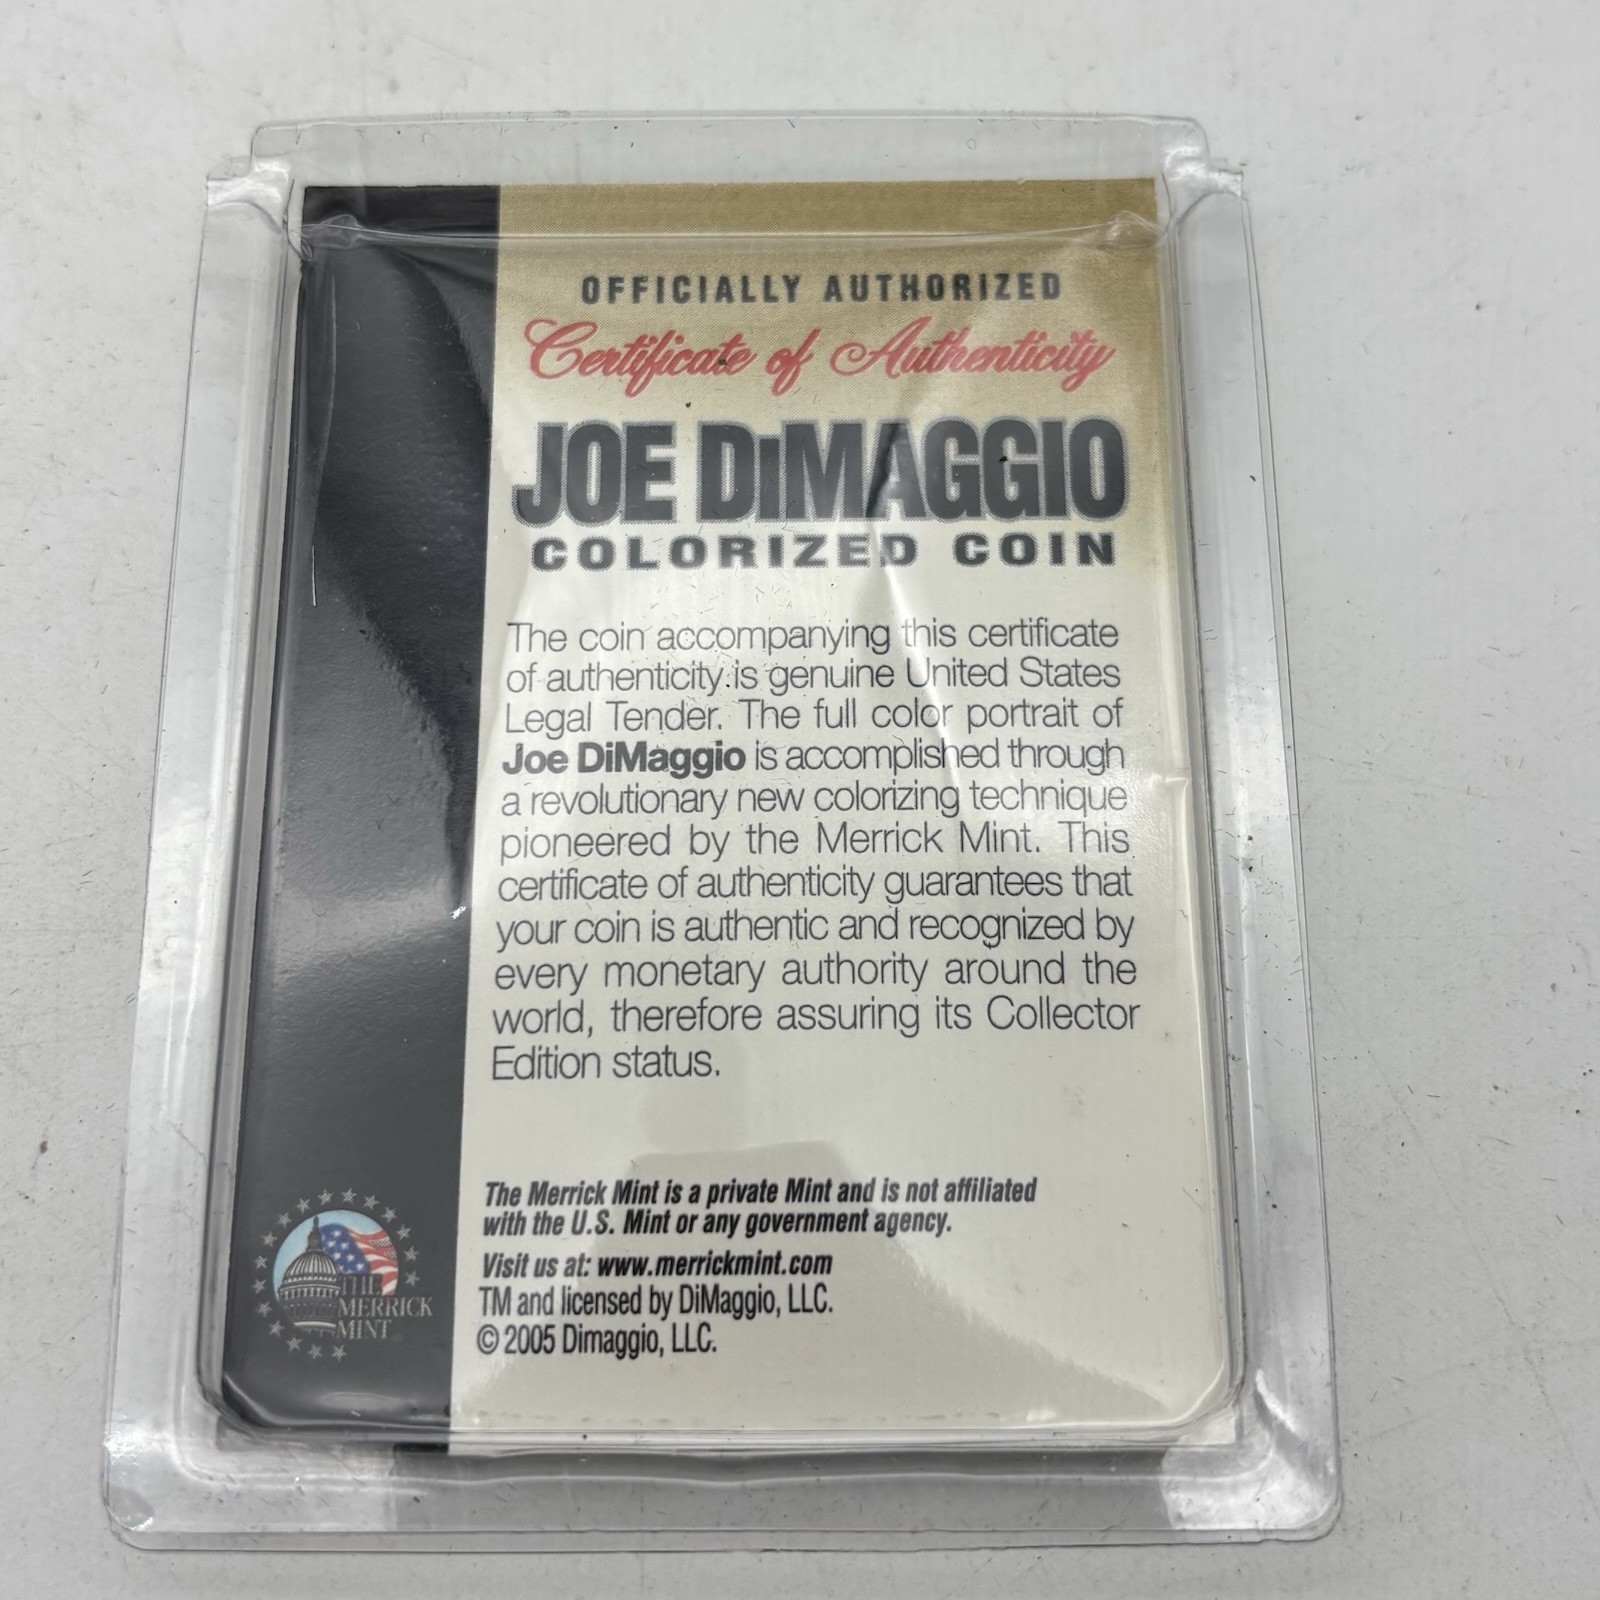 OFFICIALLY AUTHORIZED
Certificate of Authenticity
JOE DiMAGGIO
COLORIZED COIN
The coin accompanying this certificate
of authenticity is genuine United States
Legal Tender. The full color portrait of
Joe DiMaggio is accomplished through
a revolutionary new colorizing technique
pioneered by the Merrick Mint. This
certificate of authenticity guarantees that
your coin is authentic and recognized by
every monetary authority around the
world, therefore assuring its Collector
Edition status.
The Merrick Mint is a private Mint and is not affiliated
with the U.S. Mint or any government agency.
Visit us at: www.merrickmint.com
TM and licensed by DiMaggio, LLC.
© 2005 Dimaggio, LLC.
THE
MERRICK
MINT